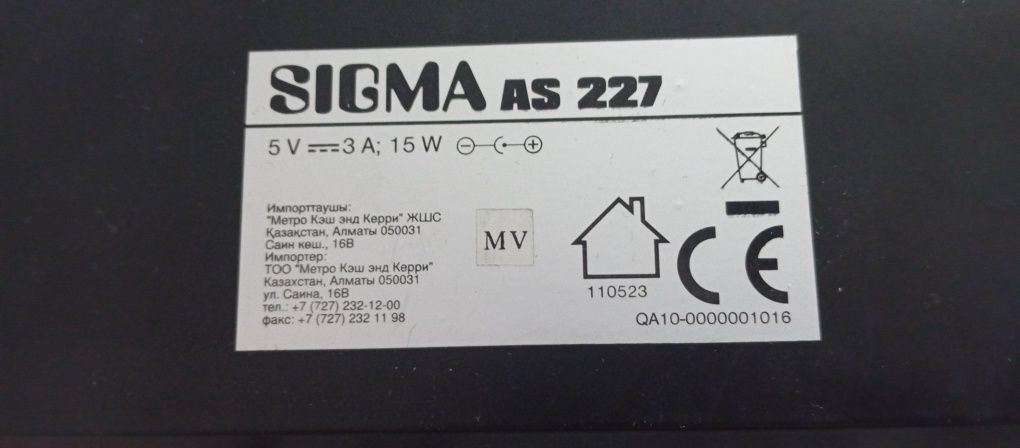 SIGMA AS 227
5 V 3 A; 15 W
Импорттаушы:
"Метро Кэш энд Керри" ЖШС
Қазақстан, Алматы 050031
Саин көш., 16В
Импортер:
ТОО "Метро Кэш энд Керри"
Казахстан, Алматы 050031
ул. Саина, 16В
тел.: +7 (727) 232-12-00
факс: +7 (727) 232 11 98
MV
110523
CE
QA10-0000001016